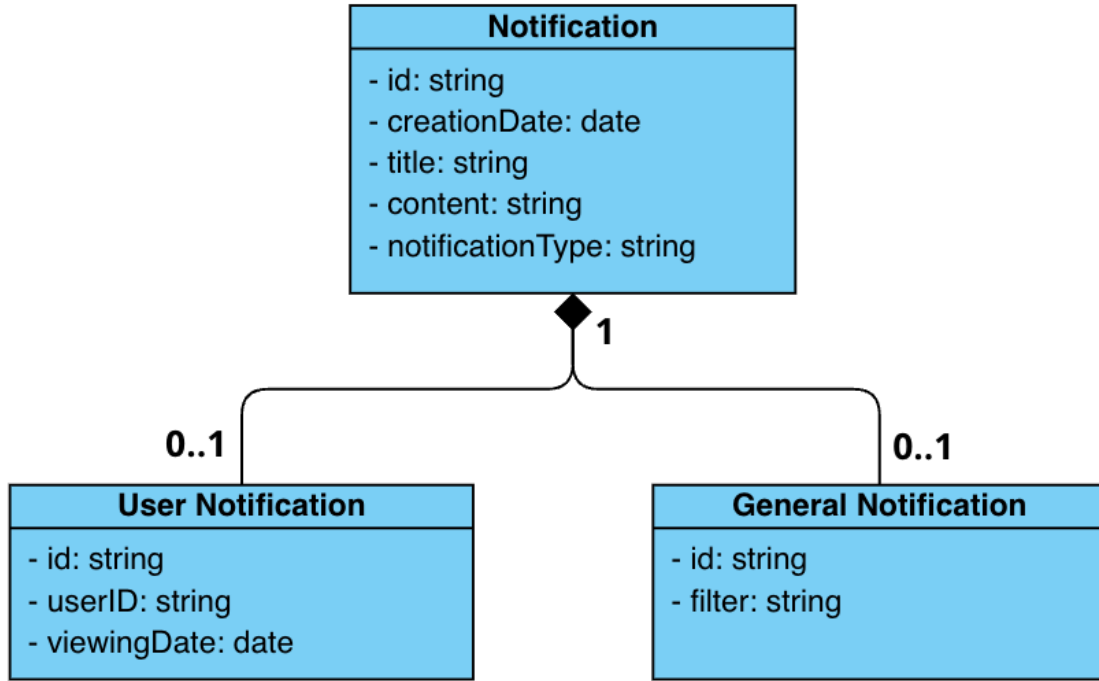 Notification
- id: string
- creationDate: date
- title: string
- content: string
- notificationType: string
1
0..1
0..1
User Notification
- id: string
- userID: string
- viewingDate: date
General Notification
- id: string
- filter: string